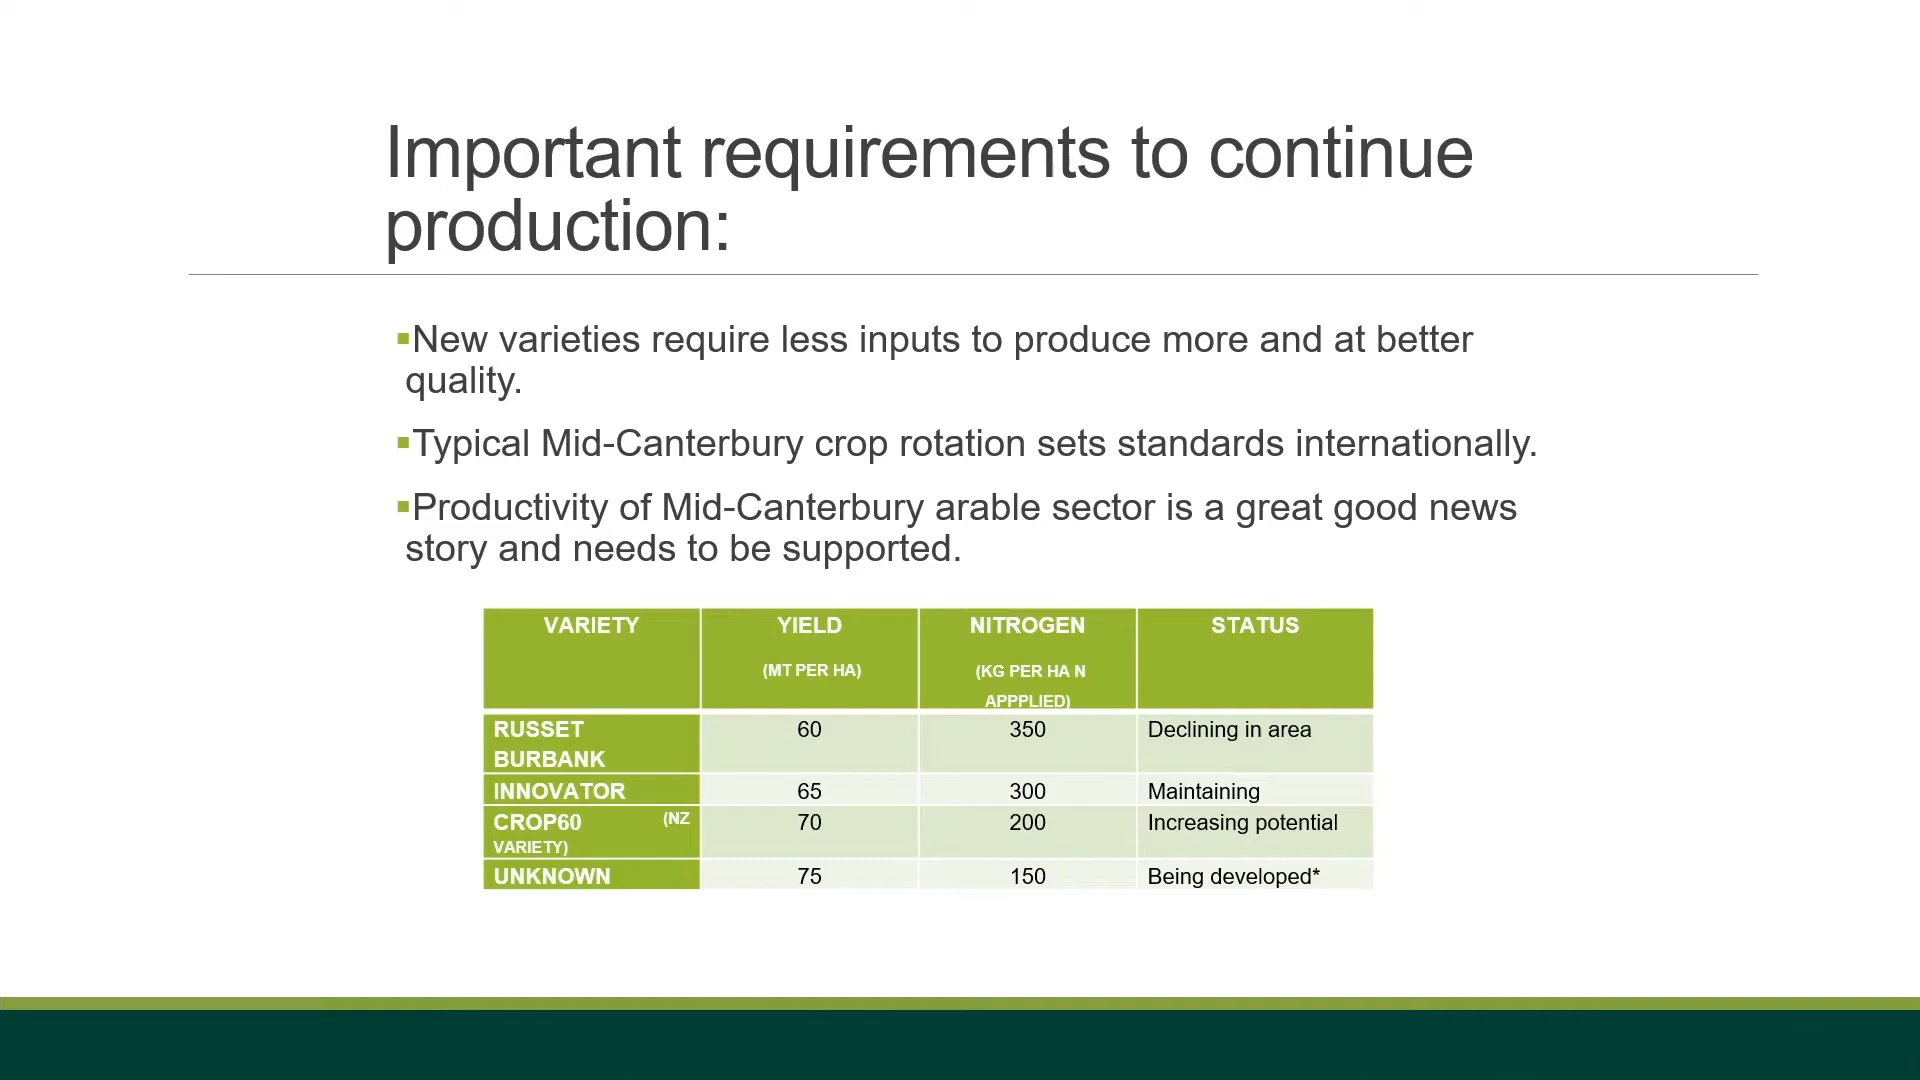 Important requirements to continue
production:
▪New varieties require less inputs to produce more and at better
quality.
▪Typical Mid-Canterbury crop rotation sets standards internationally.
▪Productivity of Mid-Canterbury arable sector is a great good news
story and needs to be supported.
VARIETY YIELD NITROGEN STATUS
(MT PER HA) (KG PER HA N
APPPLIED)
RUSSET 60 350 Declining in area
BURBANK
INNOVATOR 65 300 Maintaining
CROP60 (NZ 70 200 Increasing potential
VARIETY)
UNKNOWN 75 150 Being developed*